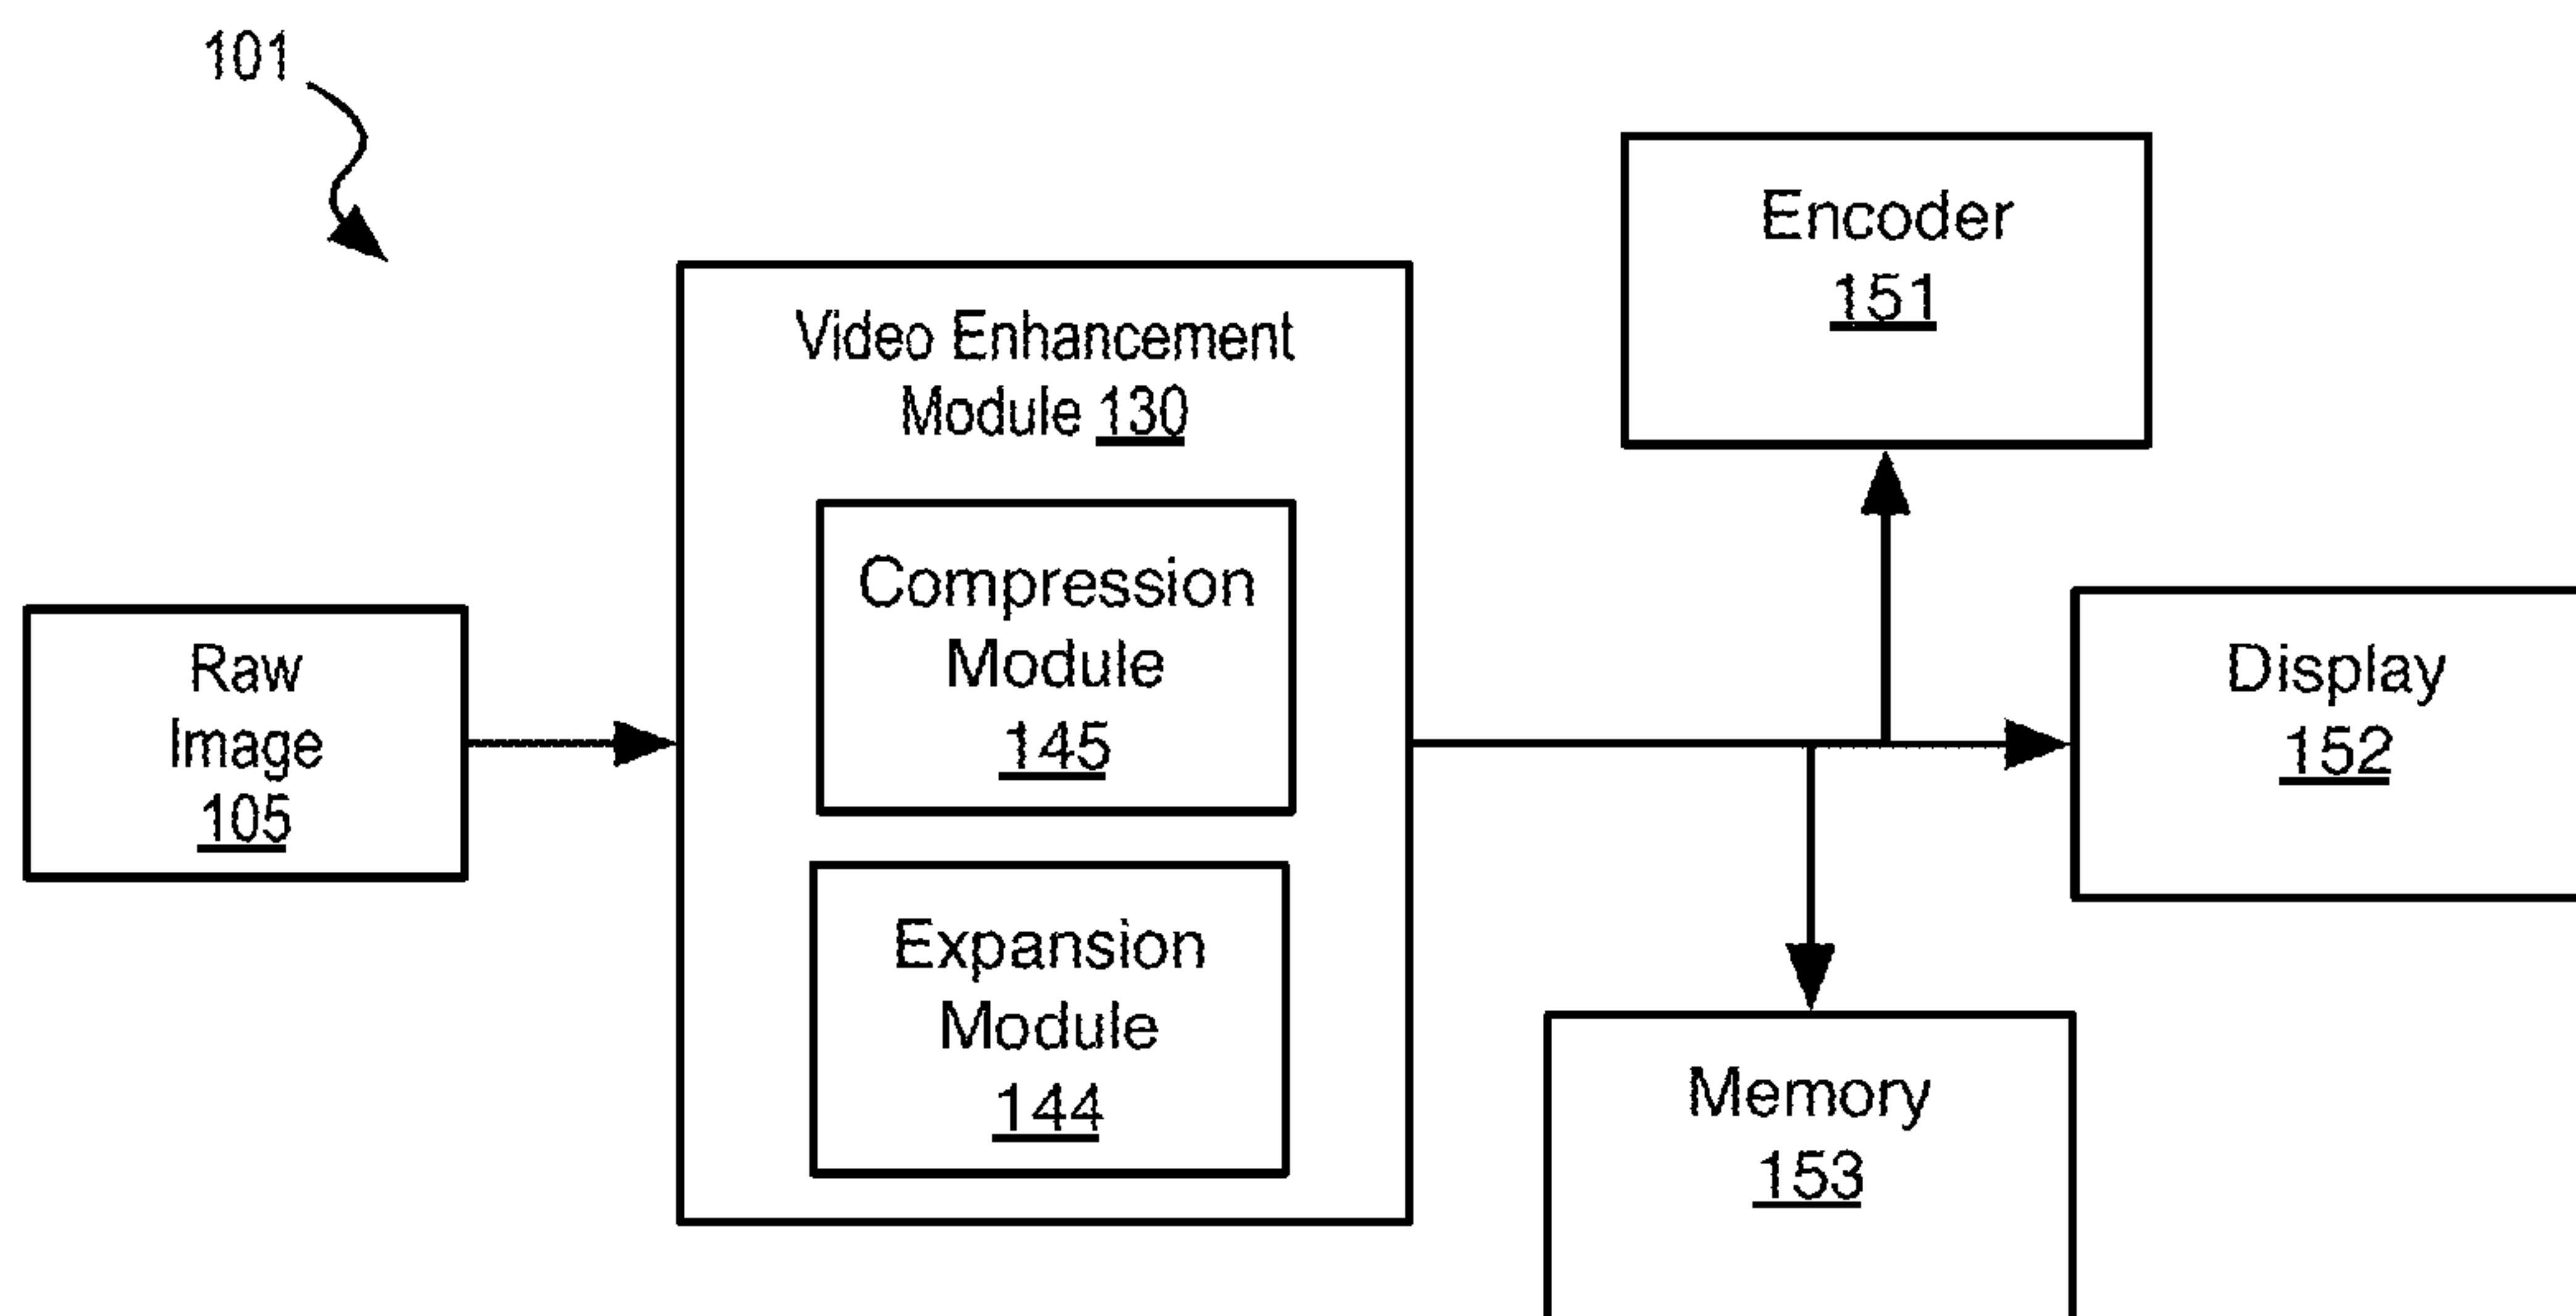 101
Raw
Image
105
Video Enhancement
Module 130
Compression
Module
145
Expansion
Module
144
Encoder
151
Display
152
Memory
153